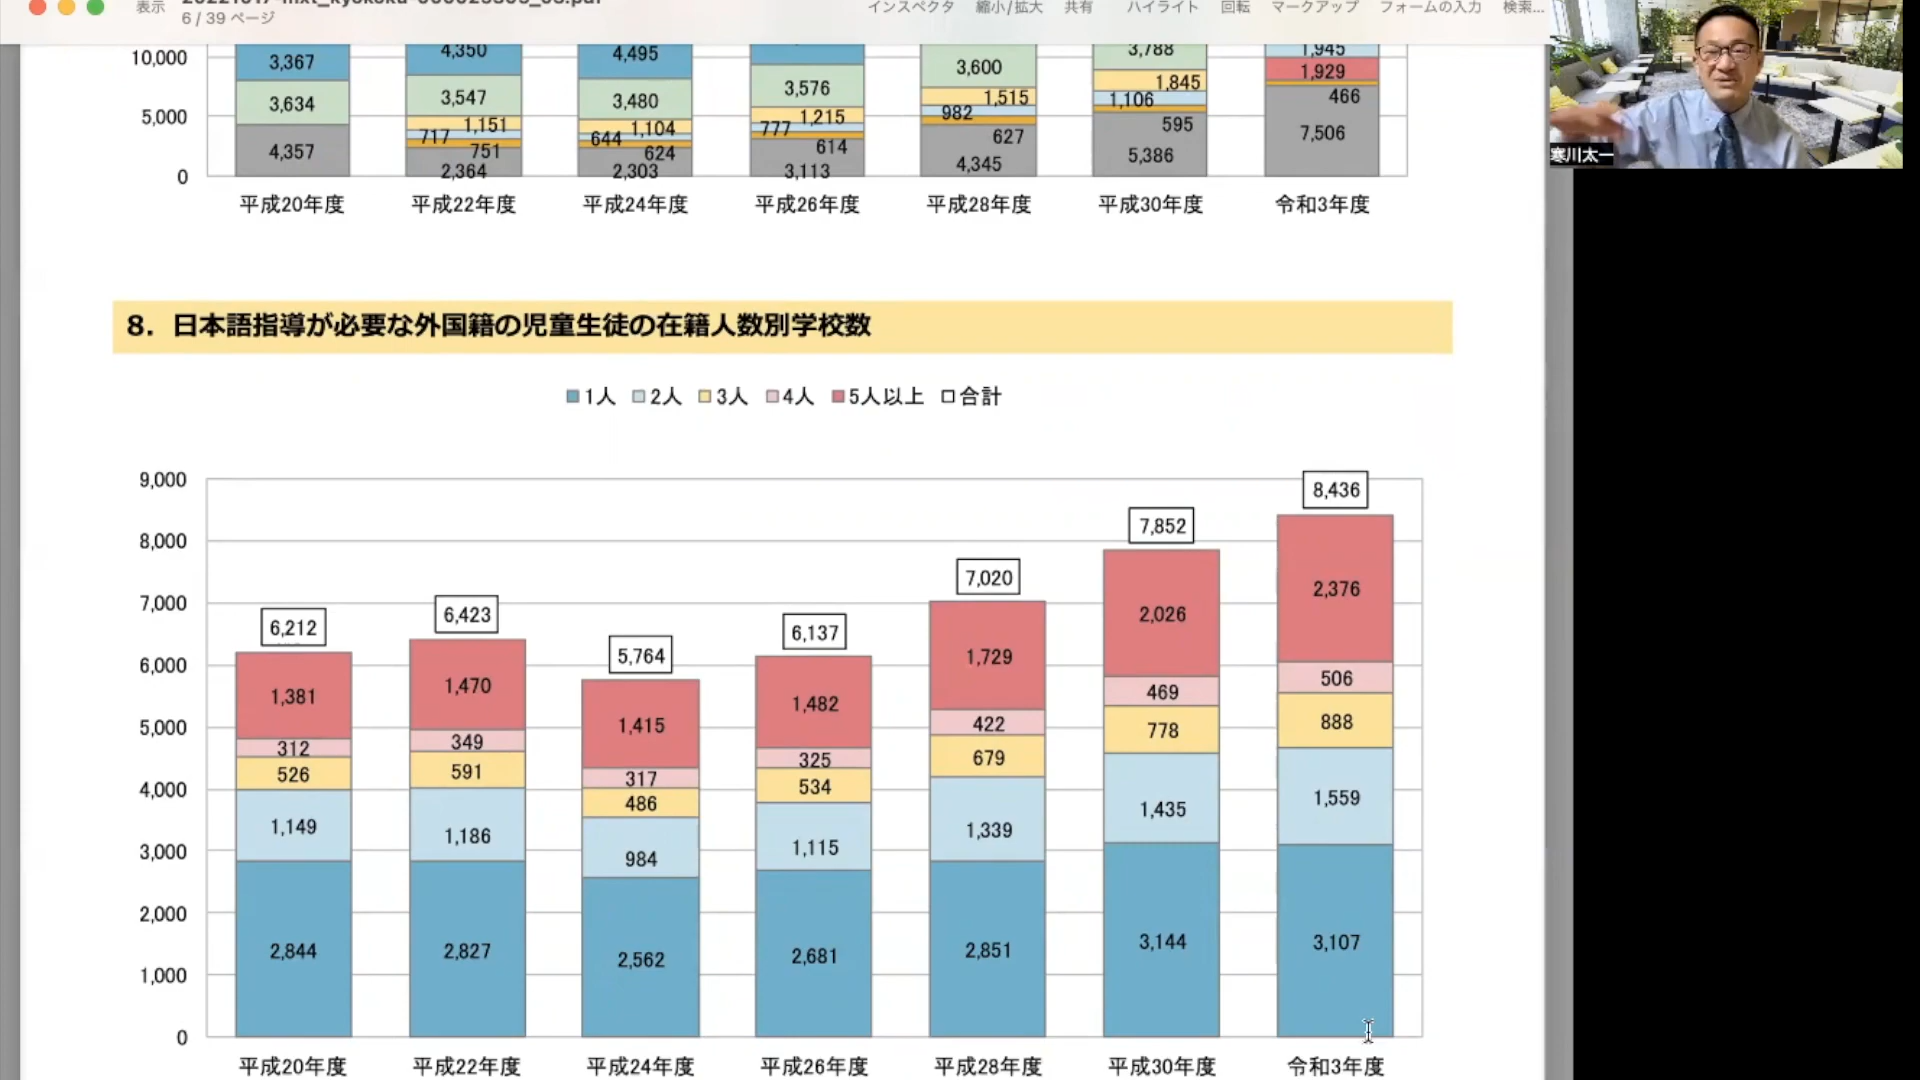 表示
6 / 39 ページ
インスペクタ 縮小/拡大 共有 ハイライト 回転 マークアップ フォームの入力 検索...
寒川太一
10,000
5,000
0
3,367 4,350 4,495 3,600 3,788 1,945
3,634 3,547 3,480 3,576 1,515 1,845 1,929
1,151 1,104 1,215 982 1,106 466
717 644 777 627 595 7,506
4,357 751 624 614 4,345 5,386
2,364 2,303 3,113
平成20年度 平成22年度 平成24年度 平成26年度 平成28年度 平成30年度 令和3年度
8. 日本語指導が必要な外国籍の児童生徒の在籍人数別学校数
1人 2人 3人 4人 5人以上 合計
9,000
8,000
7,000
6,000
5,000
4,000
3,000
2,000
1,000
0
6,212 6,423 5,764 6,137 7,020 7,852 8,436
1,381 1,470 1,415 1,482 1,729 2,026 2,376
312 349 317 325 422 469 506
526 591 486 534 679 778 888
1,149 1,186 984 1,115 1,339 1,435 1,559
2,844 2,827 2,562 2,681 2,851 3,144 3,107
平成20年度 平成22年度 平成24年度 平成26年度 平成28年度 平成30年度 令和3年度